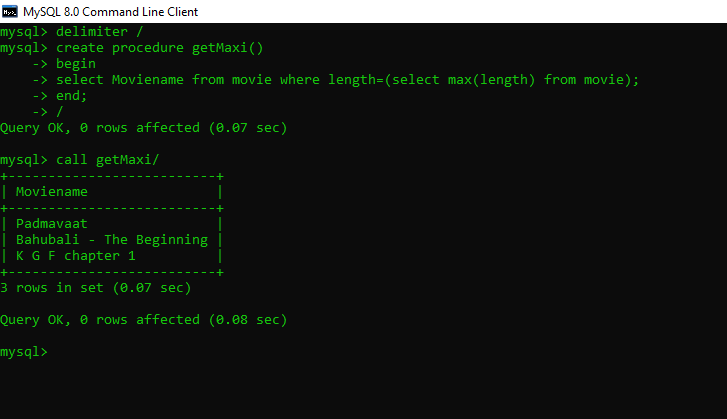 MySQL 8.0 Command Line Client
mysql> delimiter /
mysql> create procedure getMaxi()
    -> begin
    -> select Moviename from movie where length=(select max(length) from movie);
    -> end;
    -> /
Query OK, 0 rows affected (0.07 sec)

mysql> call getMaxi/
+--------------------------+
| Moviename                |
+--------------------------+
| Padmavaat                |
| Bahubali - The Beginning |
| K G F chapter 1          |
+--------------------------+
3 rows in set (0.07 sec)

Query OK, 0 rows affected (0.08 sec)

mysql>